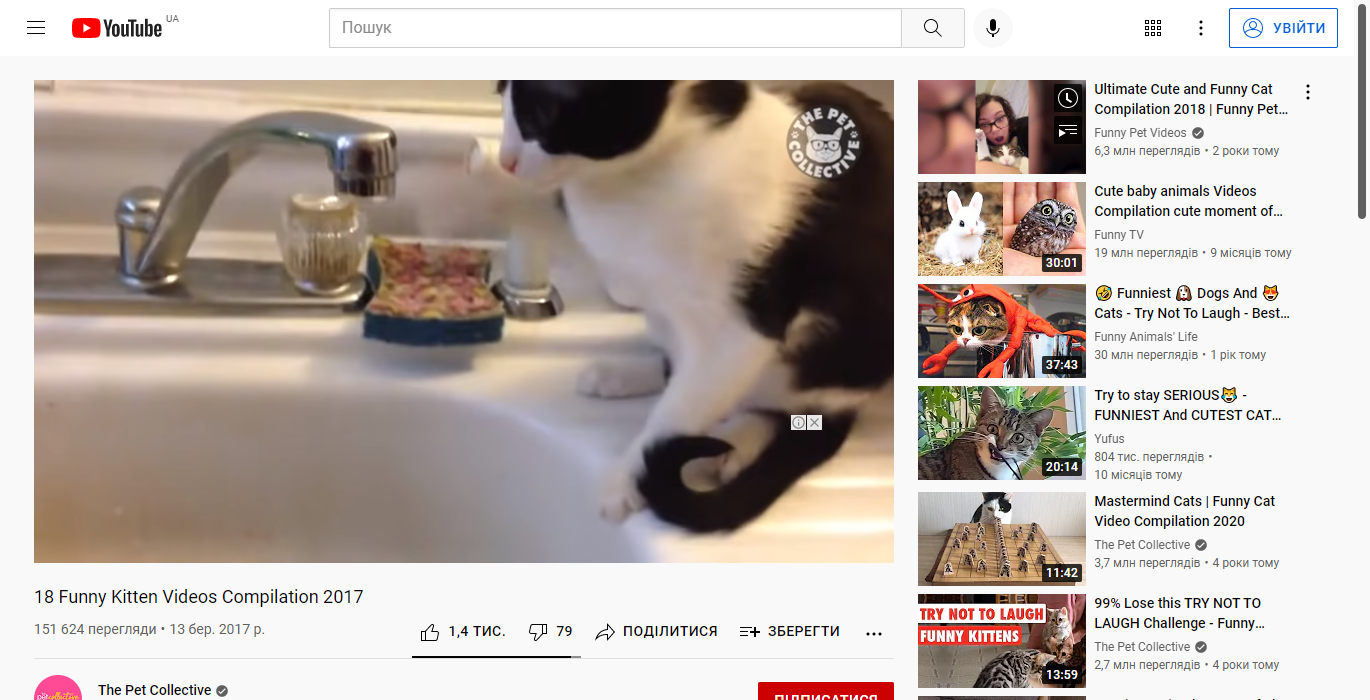 YouTube UA
Пошук
УВІЙТИ
THE PET
COLLECTIVE
18 Funny Kitten Videos Compilation 2017
151 624 перегляди • 13 бер. 2017 р.
1,4 ТИС.
79
ПОДІЛИТИСЯ
ЗБЕРЕГТИ
The Pet Collective
ПІДПИСАТИСЯ
Ultimate Cute and Funny Cat
Compilation 2018 | Funny Pet...
Funny Pet Videos
6,3 млн переглядів • 2 роки тому
30:01
Cute baby animals Videos
Compilation cute moment of...
Funny TV
19 млн переглядів • 9 місяців тому
37:43
🤣 Funniest 🐶 Dogs And 😻
Cats - Try Not To Laugh - Best...
Funny Animals' Life
30 млн переглядів • 1 рік тому
20:14
Try to stay SERIOUS😹 -
FUNNIEST And CUTEST CAT...
Yufus
804 тис. переглядів •
10 місяців тому
11:42
Mastermind Cats | Funny Cat
Video Compilation 2020
The Pet Collective
3,7 млн переглядів • 4 роки тому
TRY NOT TO LAUGH
FUNNY KITTENS
13:59
99% Lose this TRY NOT TO
LAUGH Challenge - Funny...
The Pet Collective
2,7 млн переглядів • 4 роки тому